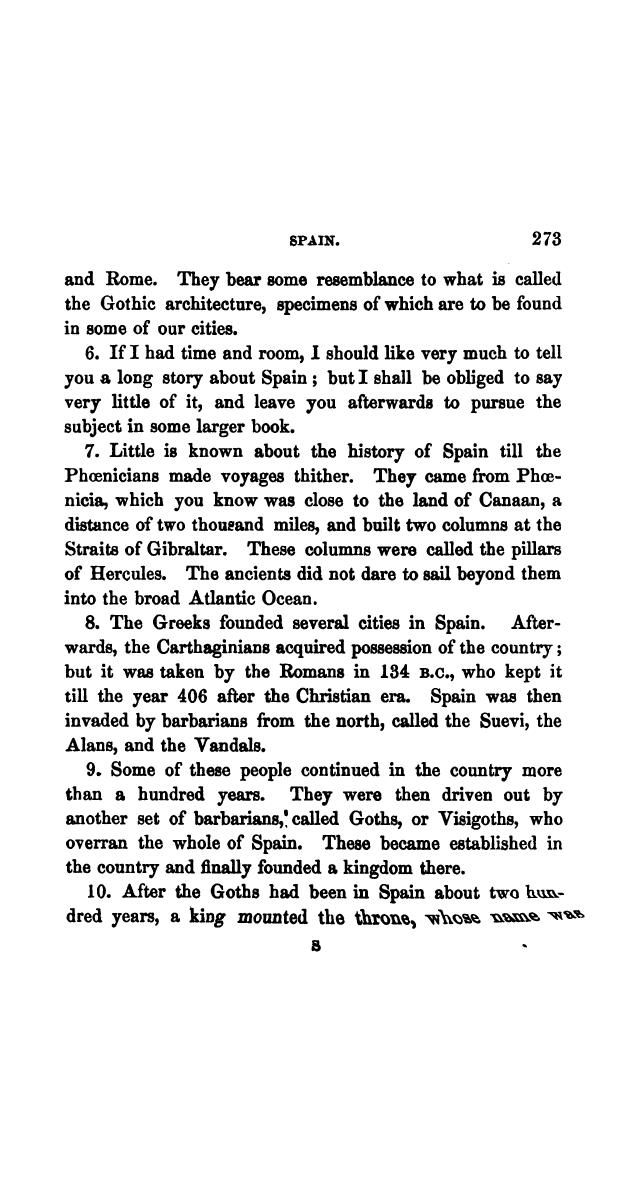 SPAIN. 273
and Rome. They bear some resemblance to what is called
the Gothic architecture, specimens of which are to be found
in some of our cities.
6. If I had time and room, I should like very much to tell
you a long story about Spain; but I shall be obliged to say
very little of it, and leave you afterwards to pursue the
subject in some larger book.
7. Little is known about the history of Spain till the
Phœnicians made voyages thither. They came from Phœ-
nicia, which you know was close to the land of Canaan, a
distance of two thousand miles, and built two columns at the
Straits of Gibraltar. These columns were called the pillars
of Hercules. The ancients did not dare to sail beyond them
into the broad Atlantic Ocean.
8. The Greeks founded several cities in Spain. After-
wards, the Carthaginians acquired possession of the country;
but it was taken by the Romans in 134 B.C., who kept it
till the year 406 after the Christian era. Spain was then
invaded by barbarians from the north, called the Suevi, the
Alans, and the Vandals.
9. Some of these people continued in the country more
than a hundred years. They were then driven out by
another set of barbarians, called Goths, or Visigoths, who
overran the whole of Spain. These became established in
the country and finally founded a kingdom there.
10. After the Goths had been in Spain about two hun-
dred years, a king mounted the throne, whose name was
S